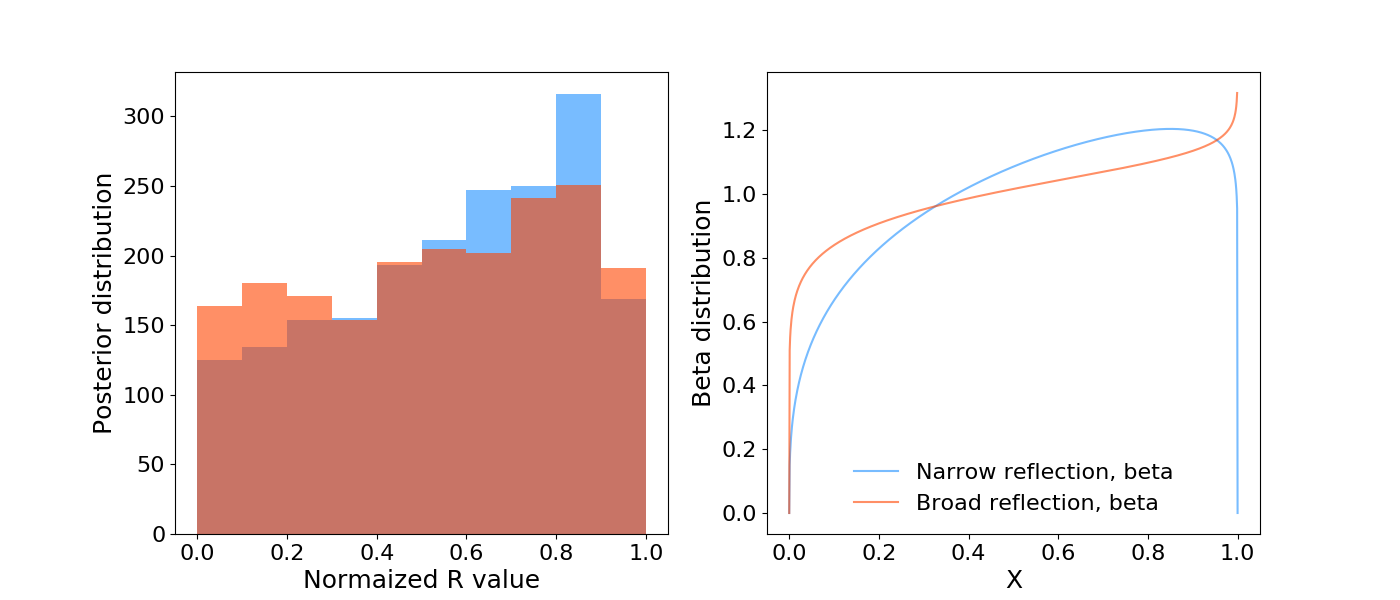 Posterior distribution
300
250
200
150
100
50
0
0.0 0.2 0.4 0.6 0.8 1.0
Normaized R value
Beta distribution
1.2
1.0
0.8
0.6
0.4
0.2
0.0
Narrow reflection, beta
Broad reflection, beta
0.0 0.2 0.4 0.6 0.8 1.0
X